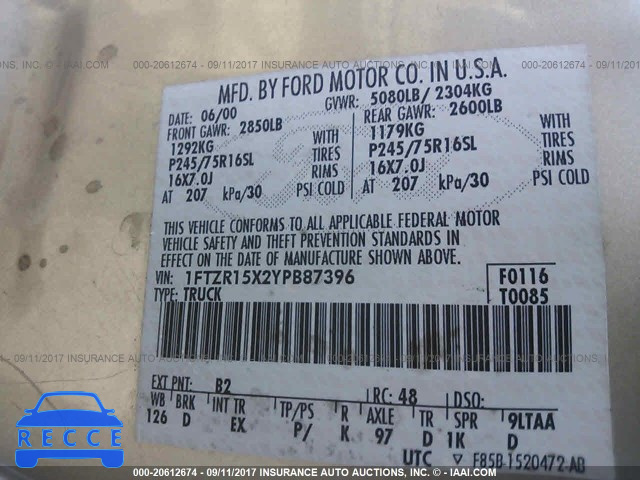 000-20612674 - 09/11/2017 - INSURANCE AUTO AUCTIONS, INC. - © IAAI.COM
MFD. BY FORD MOTOR CO. IN U.S.A.
DATE: 06/00 GVWR: 5080LB/ 2304KG
FRONT GAWR: 2850LB REAR GAWR: 2600LB
1292KG WITH 1179KG WITH
P245/75R16SL TIRES P245/75R16SL TIRES
16X7.0J RIMS 16X7.0J RIMS
AT 207 kPa/30 PSI COLD AT 207 kPa/30 PSI COLD
THIS VEHICLE CONFORMS TO ALL APPLICABLE FEDERAL MOTOR
VEHICLE SAFETY AND THEFT PREVENTION STANDARDS IN
EFFECT ON THE DATE OF MANUFACTURE SHOWN ABOVE.
VIN: 1FTZR15X2YPB87396 F0116
TYPE: TRUCK T0085
EXT PNT: B2 RC: 48 DSO:
WB BRK INT TR TP/PS R AXLE TR SPR 9LTAA
126 D EX P/ K 97 D 1K D
UTC ▽ F85B-1520472-AB
RECCE
000-20612674 - 09/11/2017 - INSURANCE AUTO AUCTIONS, INC. - © IAAI.COM